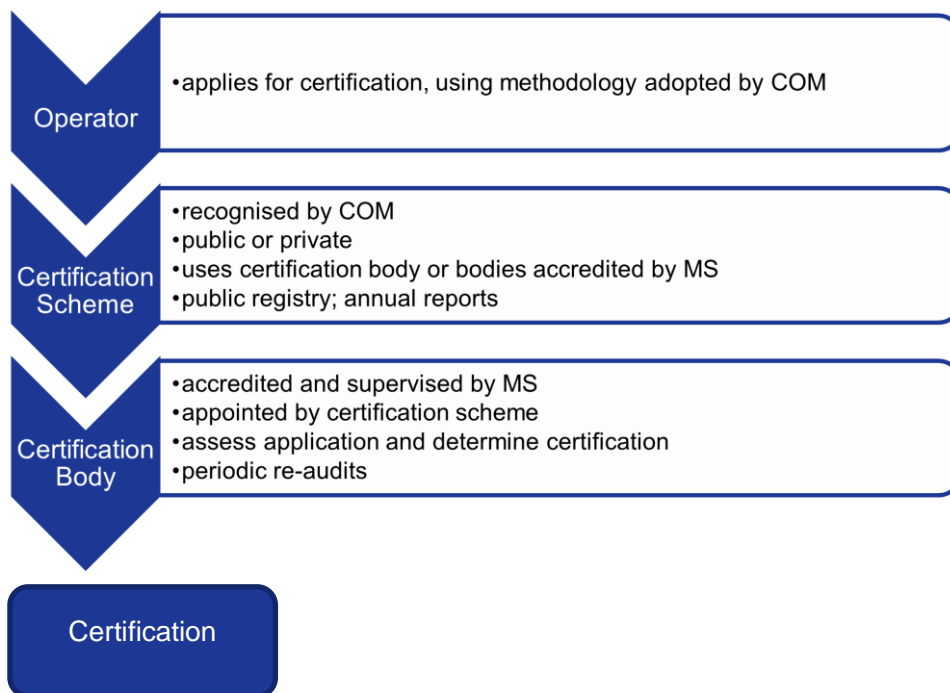 Operator
•applies for certification, using methodology adopted by COM
Certification
Scheme
•recognised by COM
•public or private
•uses certification body or bodies accredited by MS
•public registry; annual reports
Certification
Body
•accredited and supervised by MS
•appointed by certification scheme
•assess application and determine certification
•periodic re-audits
Certification